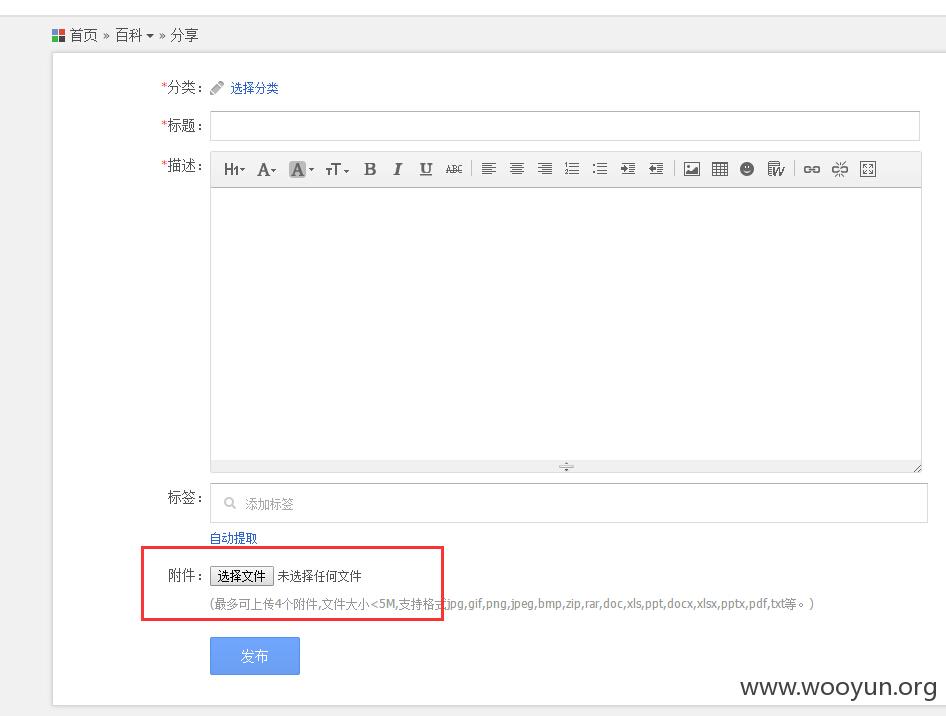 首页 » 百科 » 分享
*分类： 选择分类
*标题：
*描述： H1 A A тT B I U ABC
标签： 添加标签
自动提取
附件： 选择文件 未选择任何文件
(最多可上传4个附件,文件大小<5M,支持格式jpg,gif,png,jpeg,bmp,zip,rar,doc,xls,ppt,docx,xlsx,pptx,pdf,txt等。)
发布
www.wooyun.org